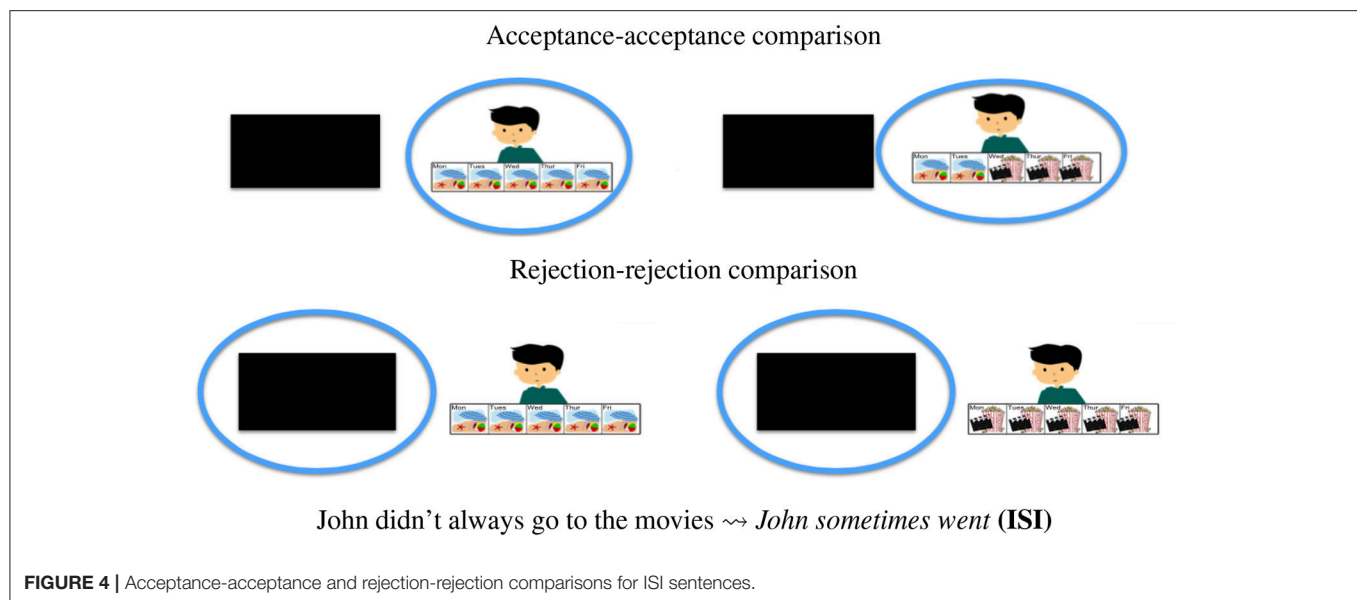 Acceptance-acceptance comparison
Mon Tues Wed Thur Fri
Mon Tues Wed Thur Fri
Rejection-rejection comparison
Mon Tues Wed Thur Fri
Mon Tues Wed Thur Fri
John didn't always go to the movies ⇝ John sometimes went (ISI)
FIGURE 4 | Acceptance-acceptance and rejection-rejection comparisons for ISI sentences.